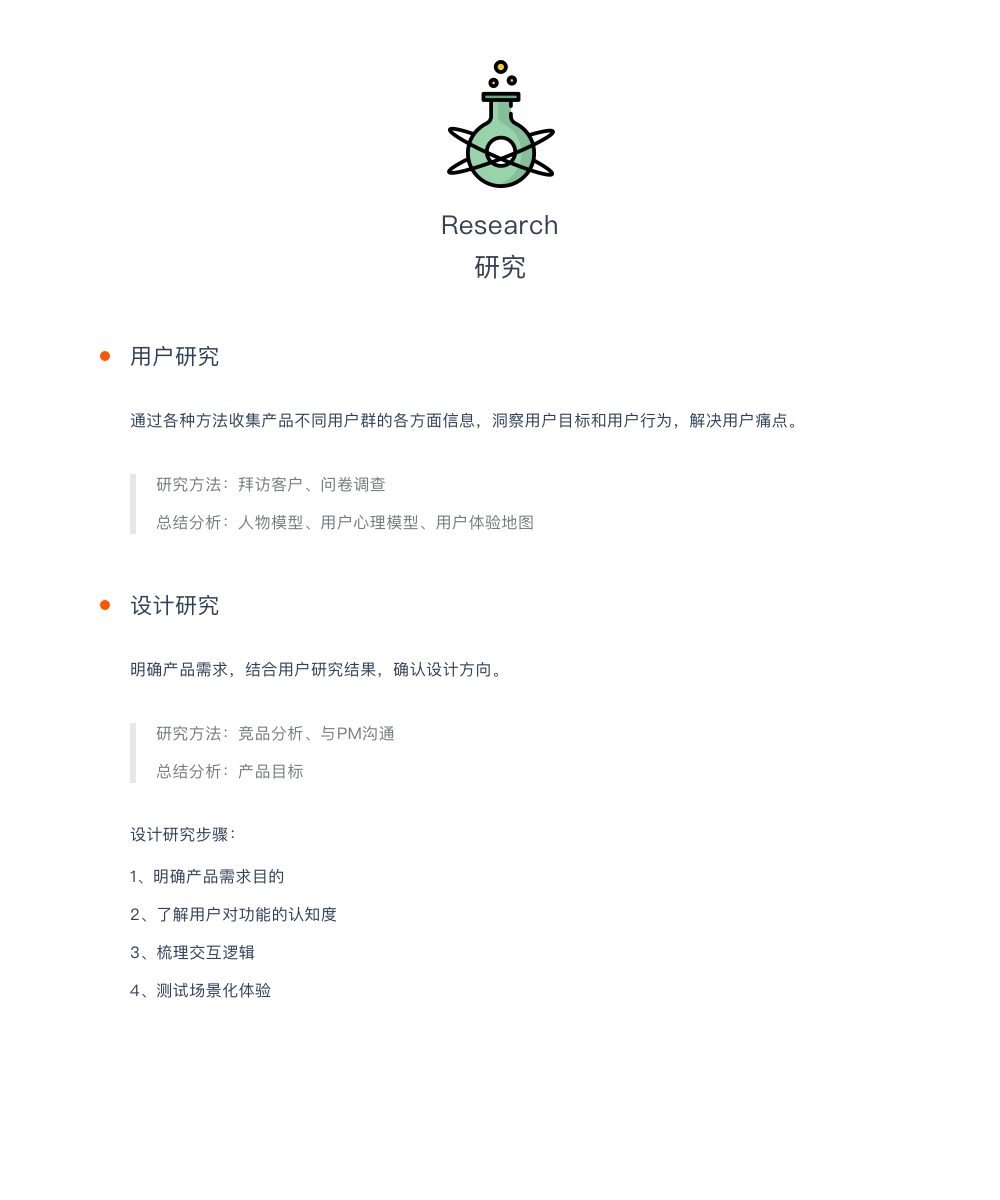 Research
研究
用户研究
通过各种方法收集产品不同用户群的各方面信息，洞察用户目标和用户行为，解决用户痛点。
研究方法：拜访客户、问卷调查
总结分析：人物模型、用户心理模型、用户体验地图
设计研究
明确产品需求，结合用户研究结果，确认设计方向。
研究方法：竞品分析、与PM沟通
总结分析：产品目标
设计研究步骤：
1、明确产品需求目的
2、了解用户对功能的认知度
3、梳理交互逻辑
4、测试场景化体验